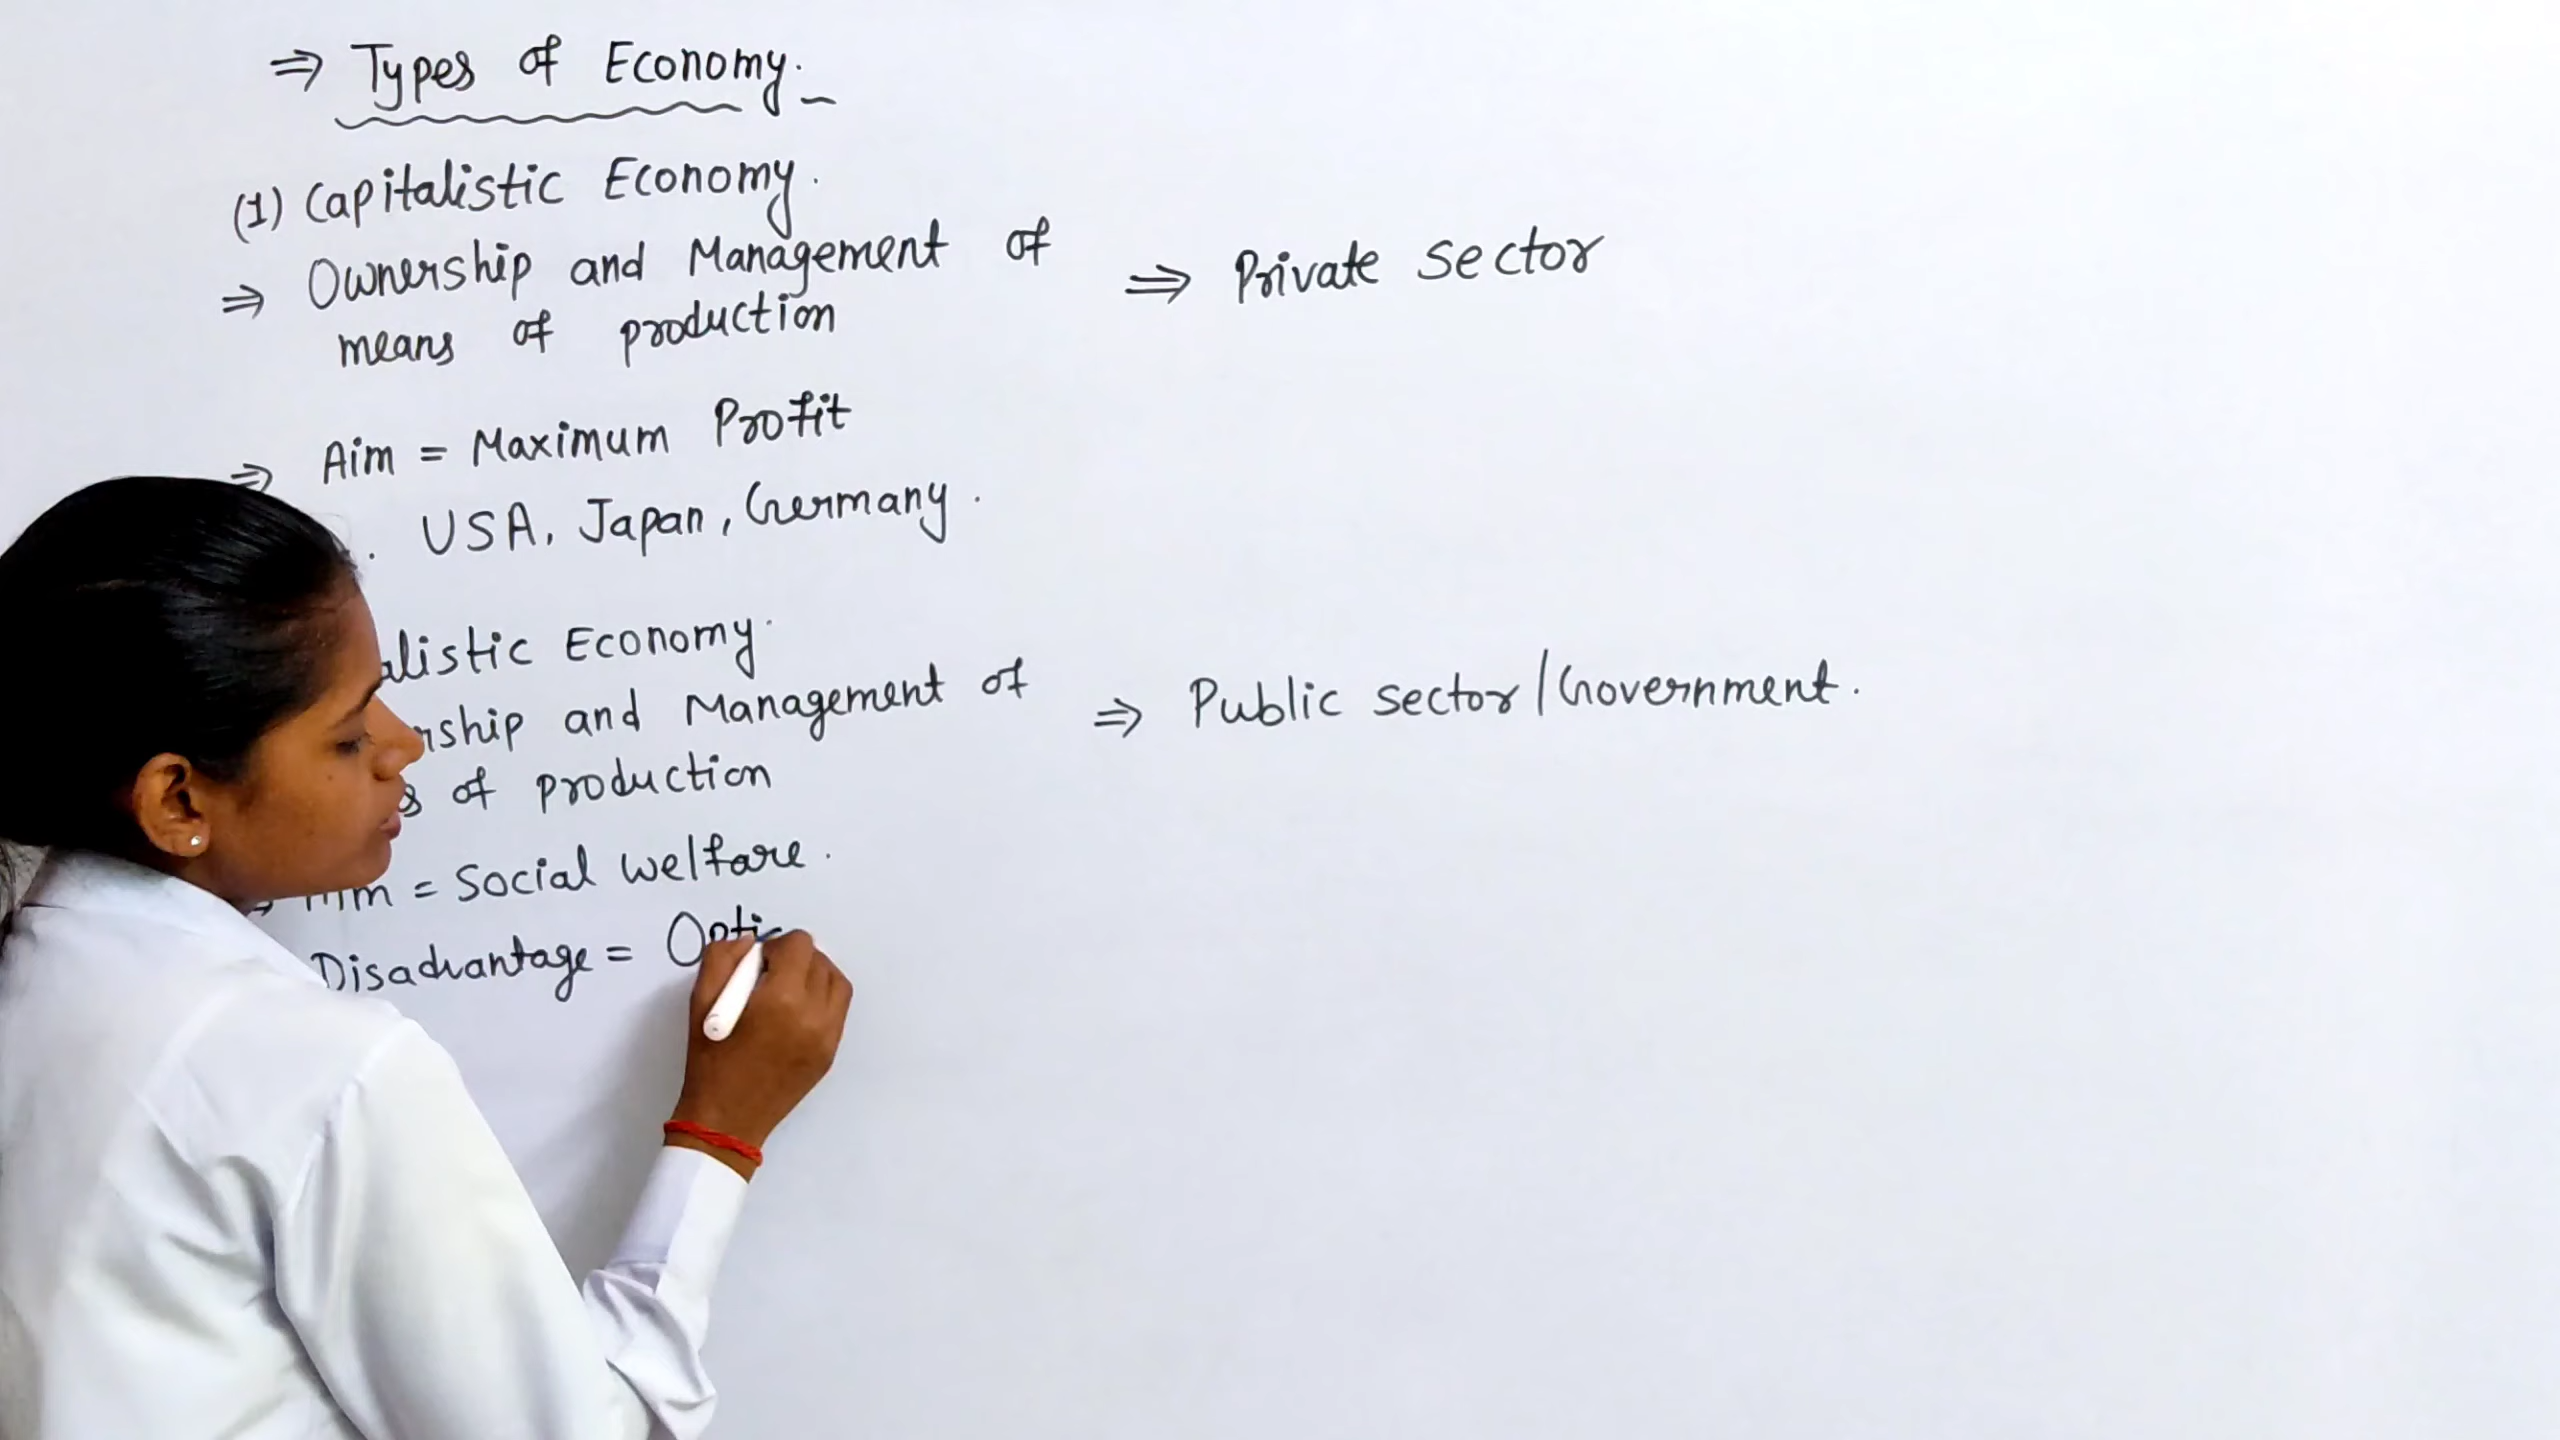 ⇒ Types of Economy.
(1) Capitalistic Economy.
⇒ Ownership and Management of ⇒ Private sector
means of production
⇒ Aim = Maximum Profit
USA, Japan, Germany.
alistic Economy.
rship and Management of ⇒ Public sector/Government.
s of production
= Social welfare.
Disadvantage = Opti